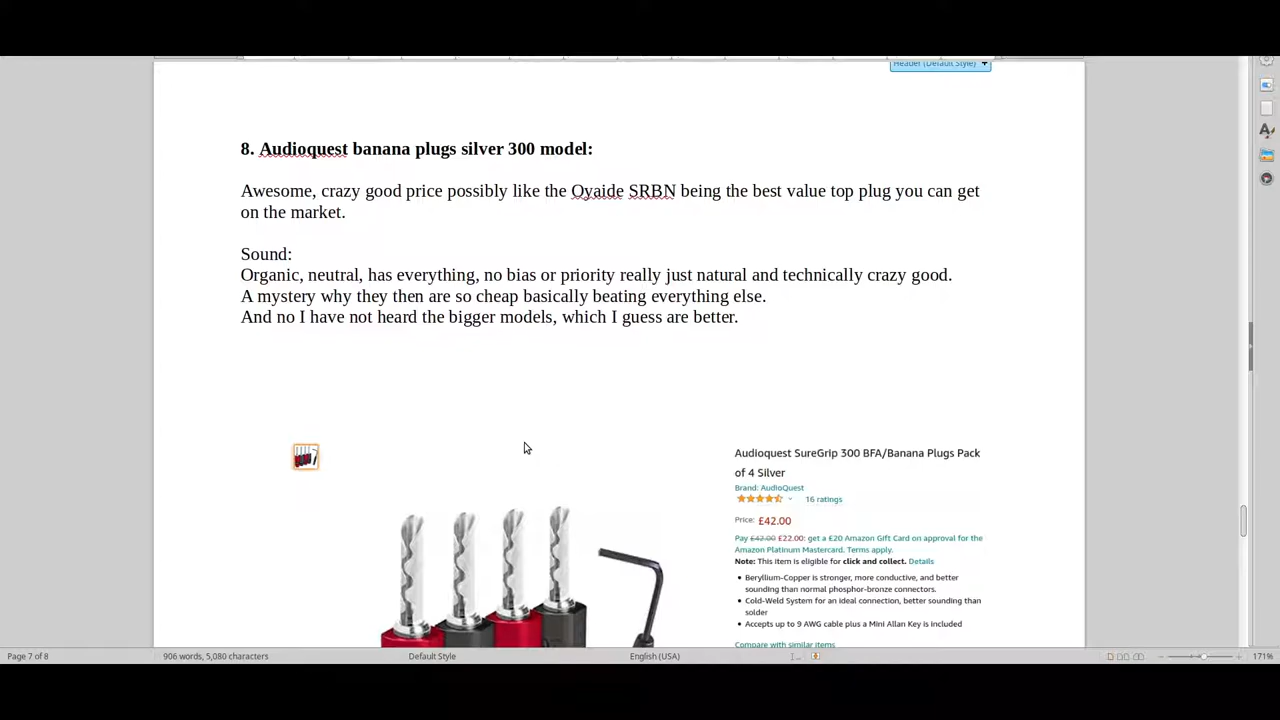 Header (Default Style) +
8. Audioquest banana plugs silver 300 model:
Awesome, crazy good price possibly like the Oyaide SRBN being the best value top plug you can get
on the market.
Sound:
Organic, neutral, has everything, no bias or priority really just natural and technically crazy good.
A mystery why they then are so cheap basically beating everything else.
And no I have not heard the bigger models, which I guess are better.
Audioquest SureGrip 300 BFA/Banana Plugs Pack
of 4 Silver
Brand: AudioQuest
16 ratings
Price: £42.00
Pay £42.00 £22.00: get a £20 Amazon Gift Card on approval for the
Amazon Platinum Mastercard. Terms apply.
Note: This item is eligible for click and collect. Details
• Beryllium-Copper is stronger, more conductive, and better
sounding than normal phosphor-bronze connectors.
• Cold-Weld System for an ideal connection, better sounding than
solder
• Accepts up to 9 AWG cable plus a Mini Allan Key is Included
Compare with similar items
Page 7 of 8
906 words, 5,080 characters
Default Style
English (USA)
171%